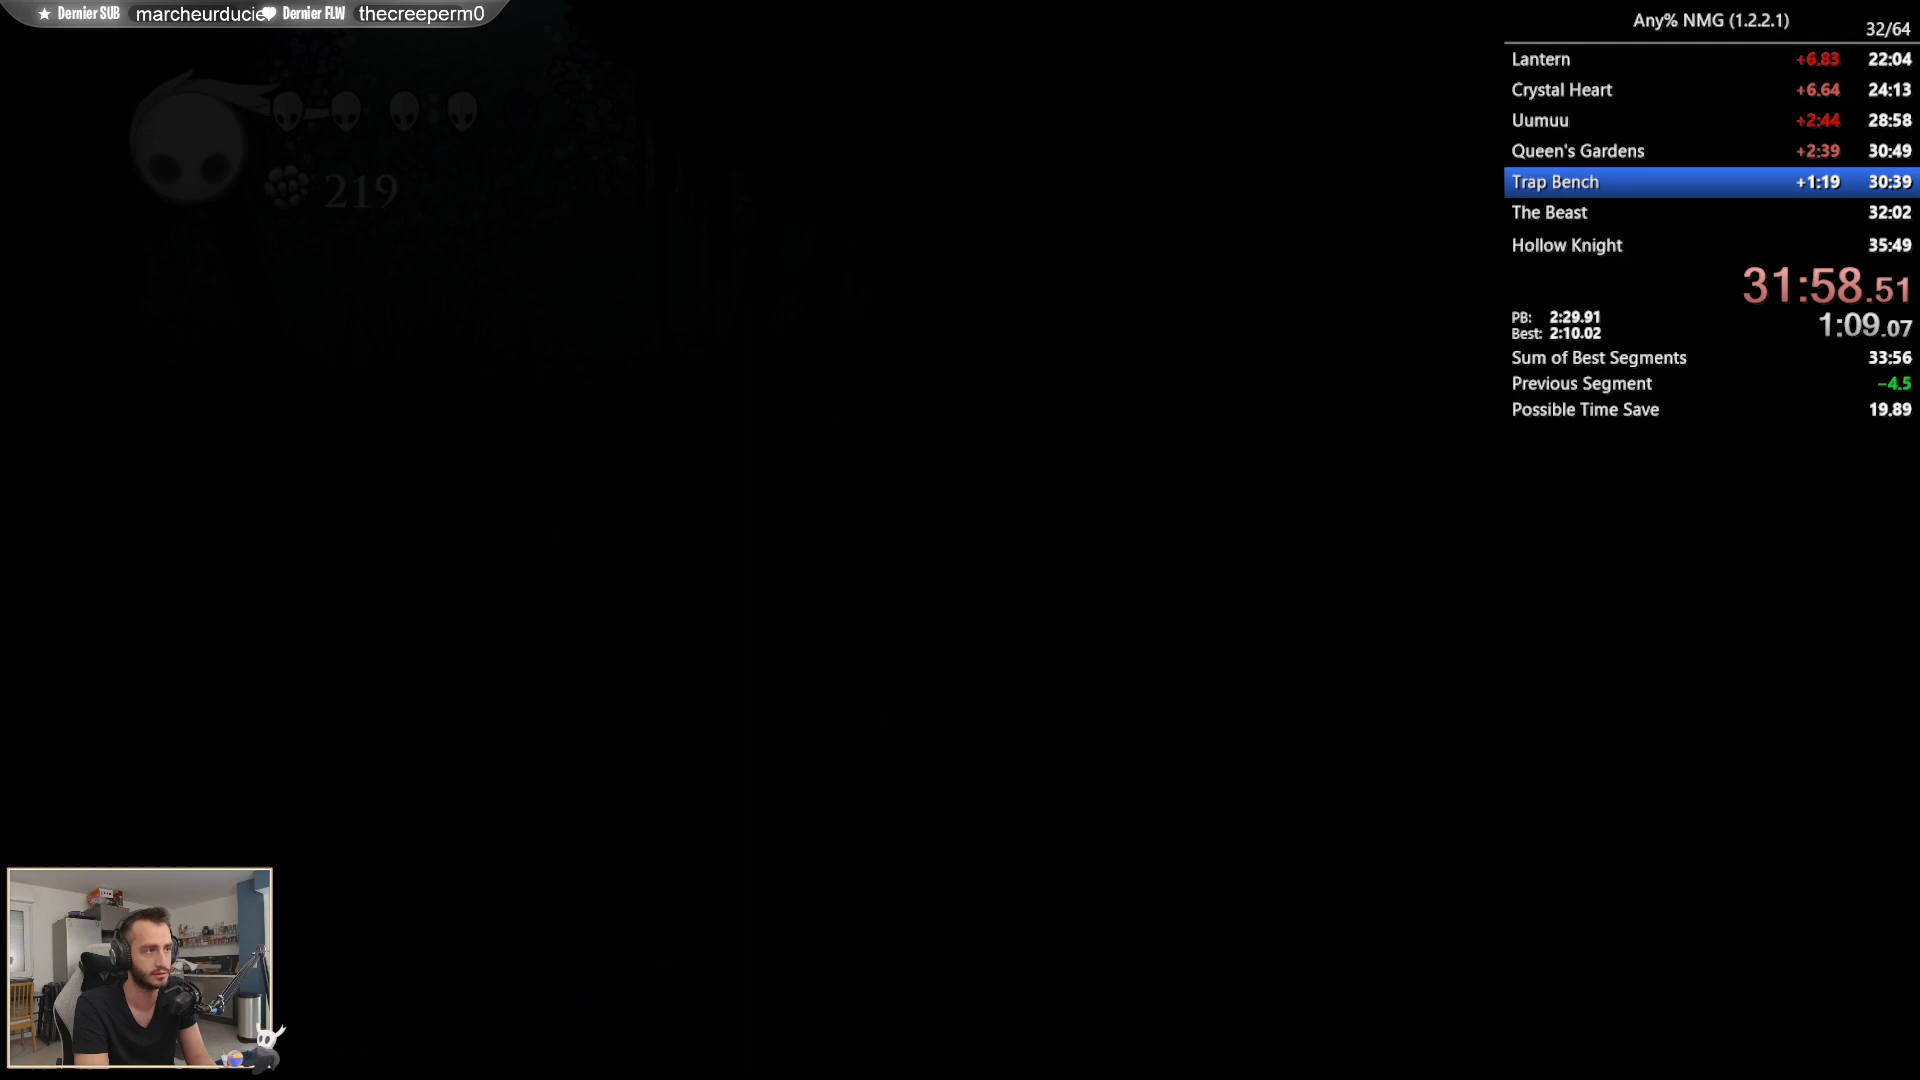 ★ Dernier SUB marcheurducie Dernier FLW thecreeperm0
219
Any% NMG (1.2.2.1) 32/64
Lantern +6.83 22:04
Crystal Heart +6.64 24:13
Uumuu +2:44 28:58
Queen's Gardens +2:39 30:49
Trap Bench +1:19 30:39
The Beast 32:02
Hollow Knight 35:49
31:58.51
PB: 2:29.91
Best: 2:10.02
1:09.07
Sum of Best Segments 33:56
Previous Segment −4.5
Possible Time Save 19.89